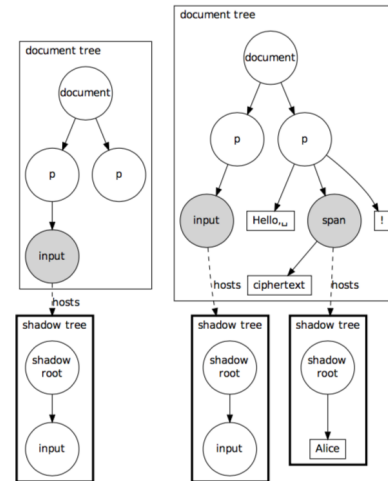 document tree
document
p
p
input
hosts
shadow tree
shadow
root
input
document tree
document
p
p
input
Hello,␣
span
!
ciphertext
hosts
hosts
shadow tree
shadow
root
input
shadow tree
shadow
root
Alice